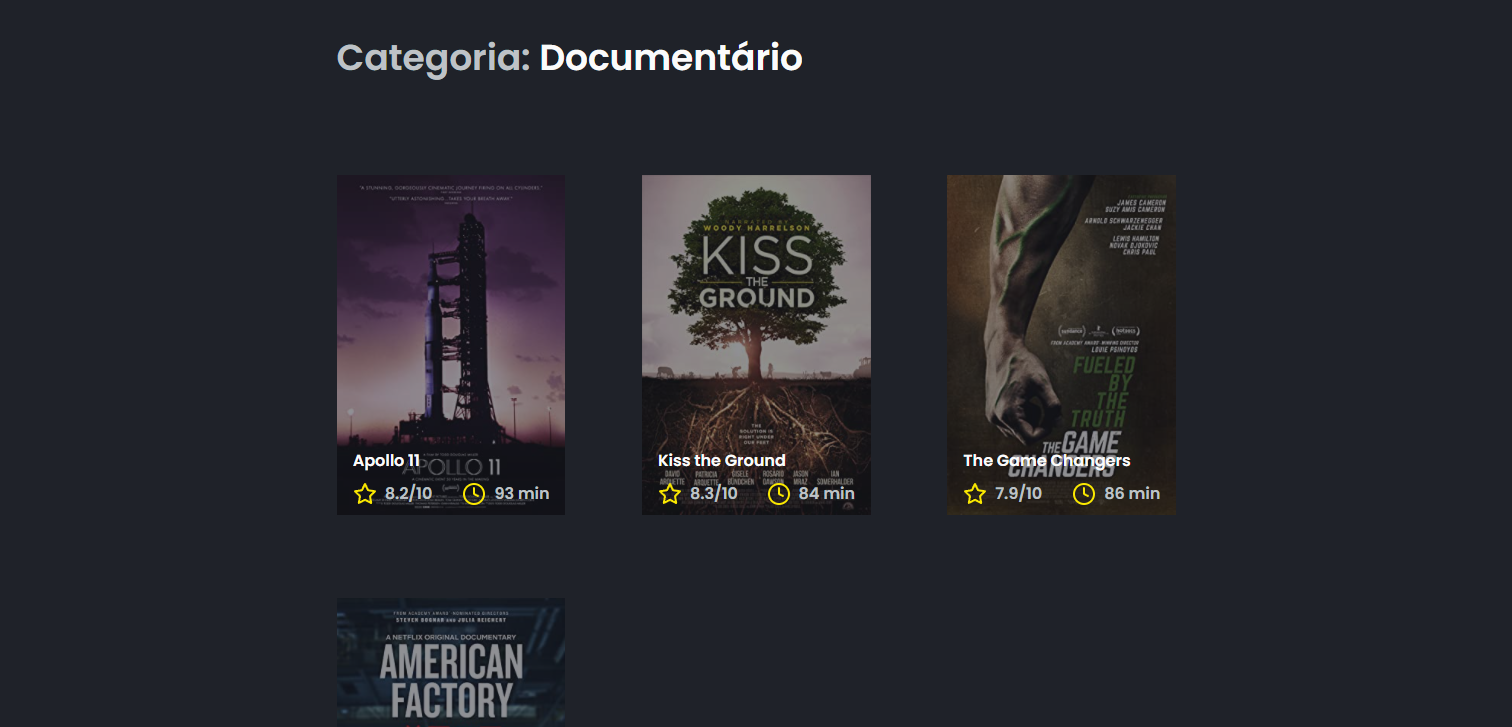 Categoria: Documentário
"A STUNNING, GORGEOUSLY CINEMATIC JOURNEY FIRING ON ALL CYLINDERS."
"UTTERLY ASTONISHING. TAKES YOUR BREATH AWAY."
APOLLO 11
Apollo 11
8.2/10 93 min
NARRATED BY
WOODY HARRELSON
KISS
THE
GROUND
THE
SOLUTION IS
RIGHT UNDER
OUR FEET
Kiss the Ground
DAVID ARQUETTE PATRICIA ARQUETTE GISELE BÜNDCHEN ROSARIO DAWSON JASON MRAZ IAN SOMERHALDER
8.3/10 84 min
JAMES CAMERON
SUZY AMIS CAMERON
ARNOLD SCHWARZENEGGER
JACKIE CHAN
LEWIS HAMILTON
NOVAK DJOKOVIC
CHRIS PAUL
FROM ACADEMY AWARD-WINNING DIRECTOR
LOUIE PSIHOYOS
FUELED
BY
THE
TRUTH
THE GAME
CHANGERS
The Game Changers
7.9/10 86 min
FROM ACADEMY AWARD-NOMINATED DIRECTORS
STEVEN BOGNAR AND JULIA REICHERT
A NETFLIX ORIGINAL DOCUMENTARY
AMERICAN
FACTORY